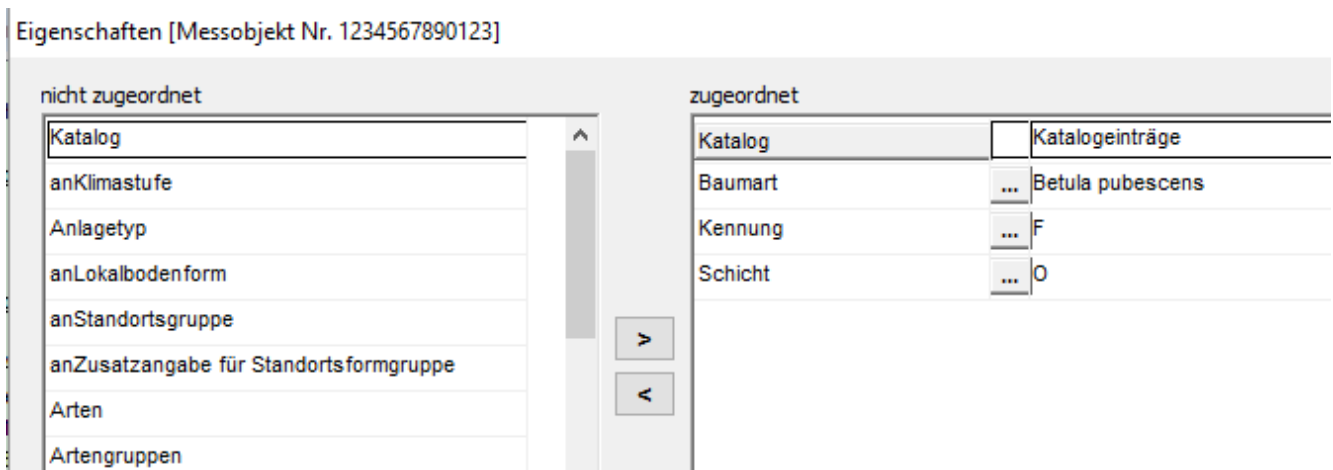 Eigenschaften [Messobjekt Nr. 1234567890123]
nicht zugeordnet
Katalog
anKlimastufe
Anlagetyp
anLokalbodenform
anStandortsgruppe
anZusatzangabe für Standortsformgruppe
Arten
Artengruppen
>
<
zugeordnet
Katalog Katalogeinträge
Baumart ... Betula pubescens
Kennung ... F
Schicht ... O